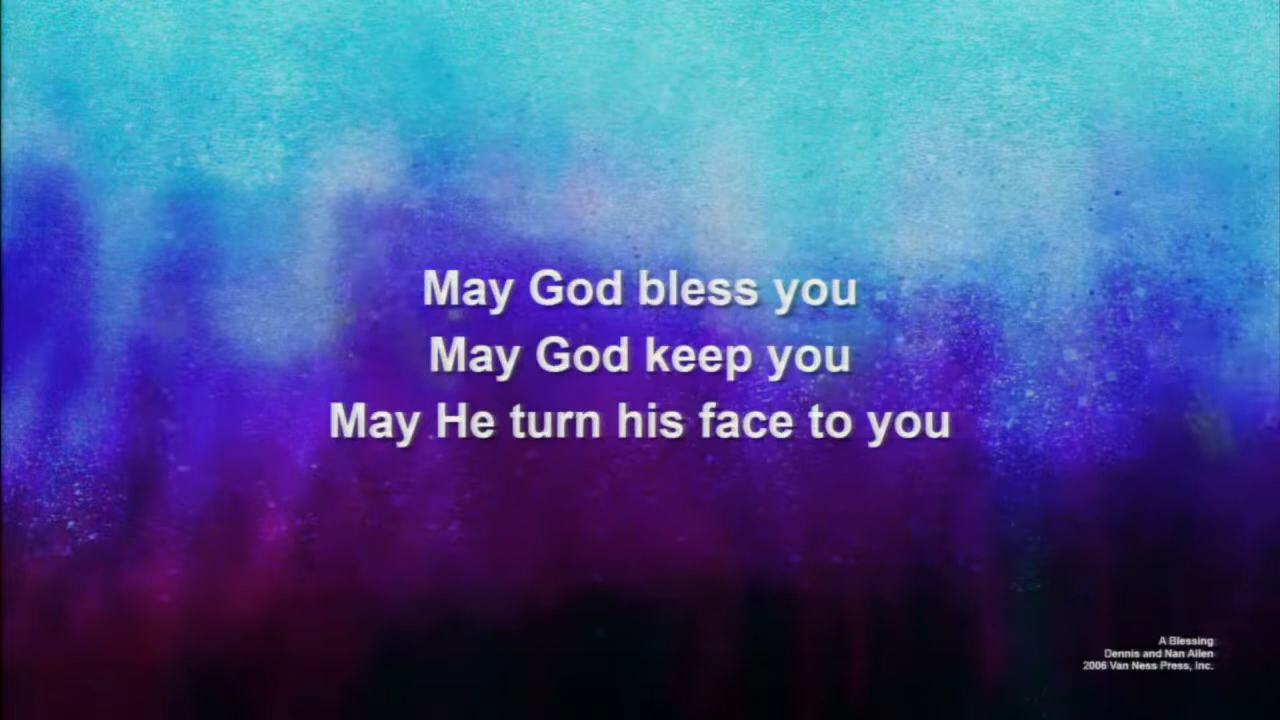 May God bless you
May God keep you
May He turn his face to you
A Blessing
Dennis and Nan Allen
2006 Van Ness Press, Inc.